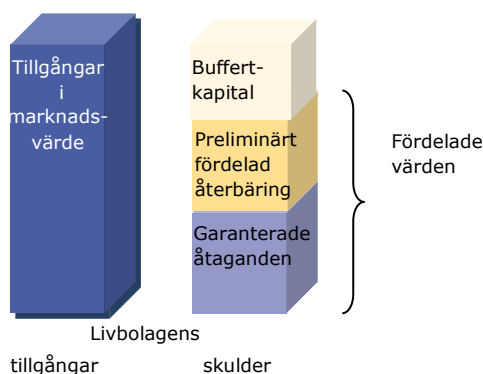 Tillgångar
i
marknads-
värde
Buffert-
kapital
Preliminärt
fördelad
återbäring
Garanterade
åtaganden
Fördelade
värden
Livbolagens
tillgångar
skulder